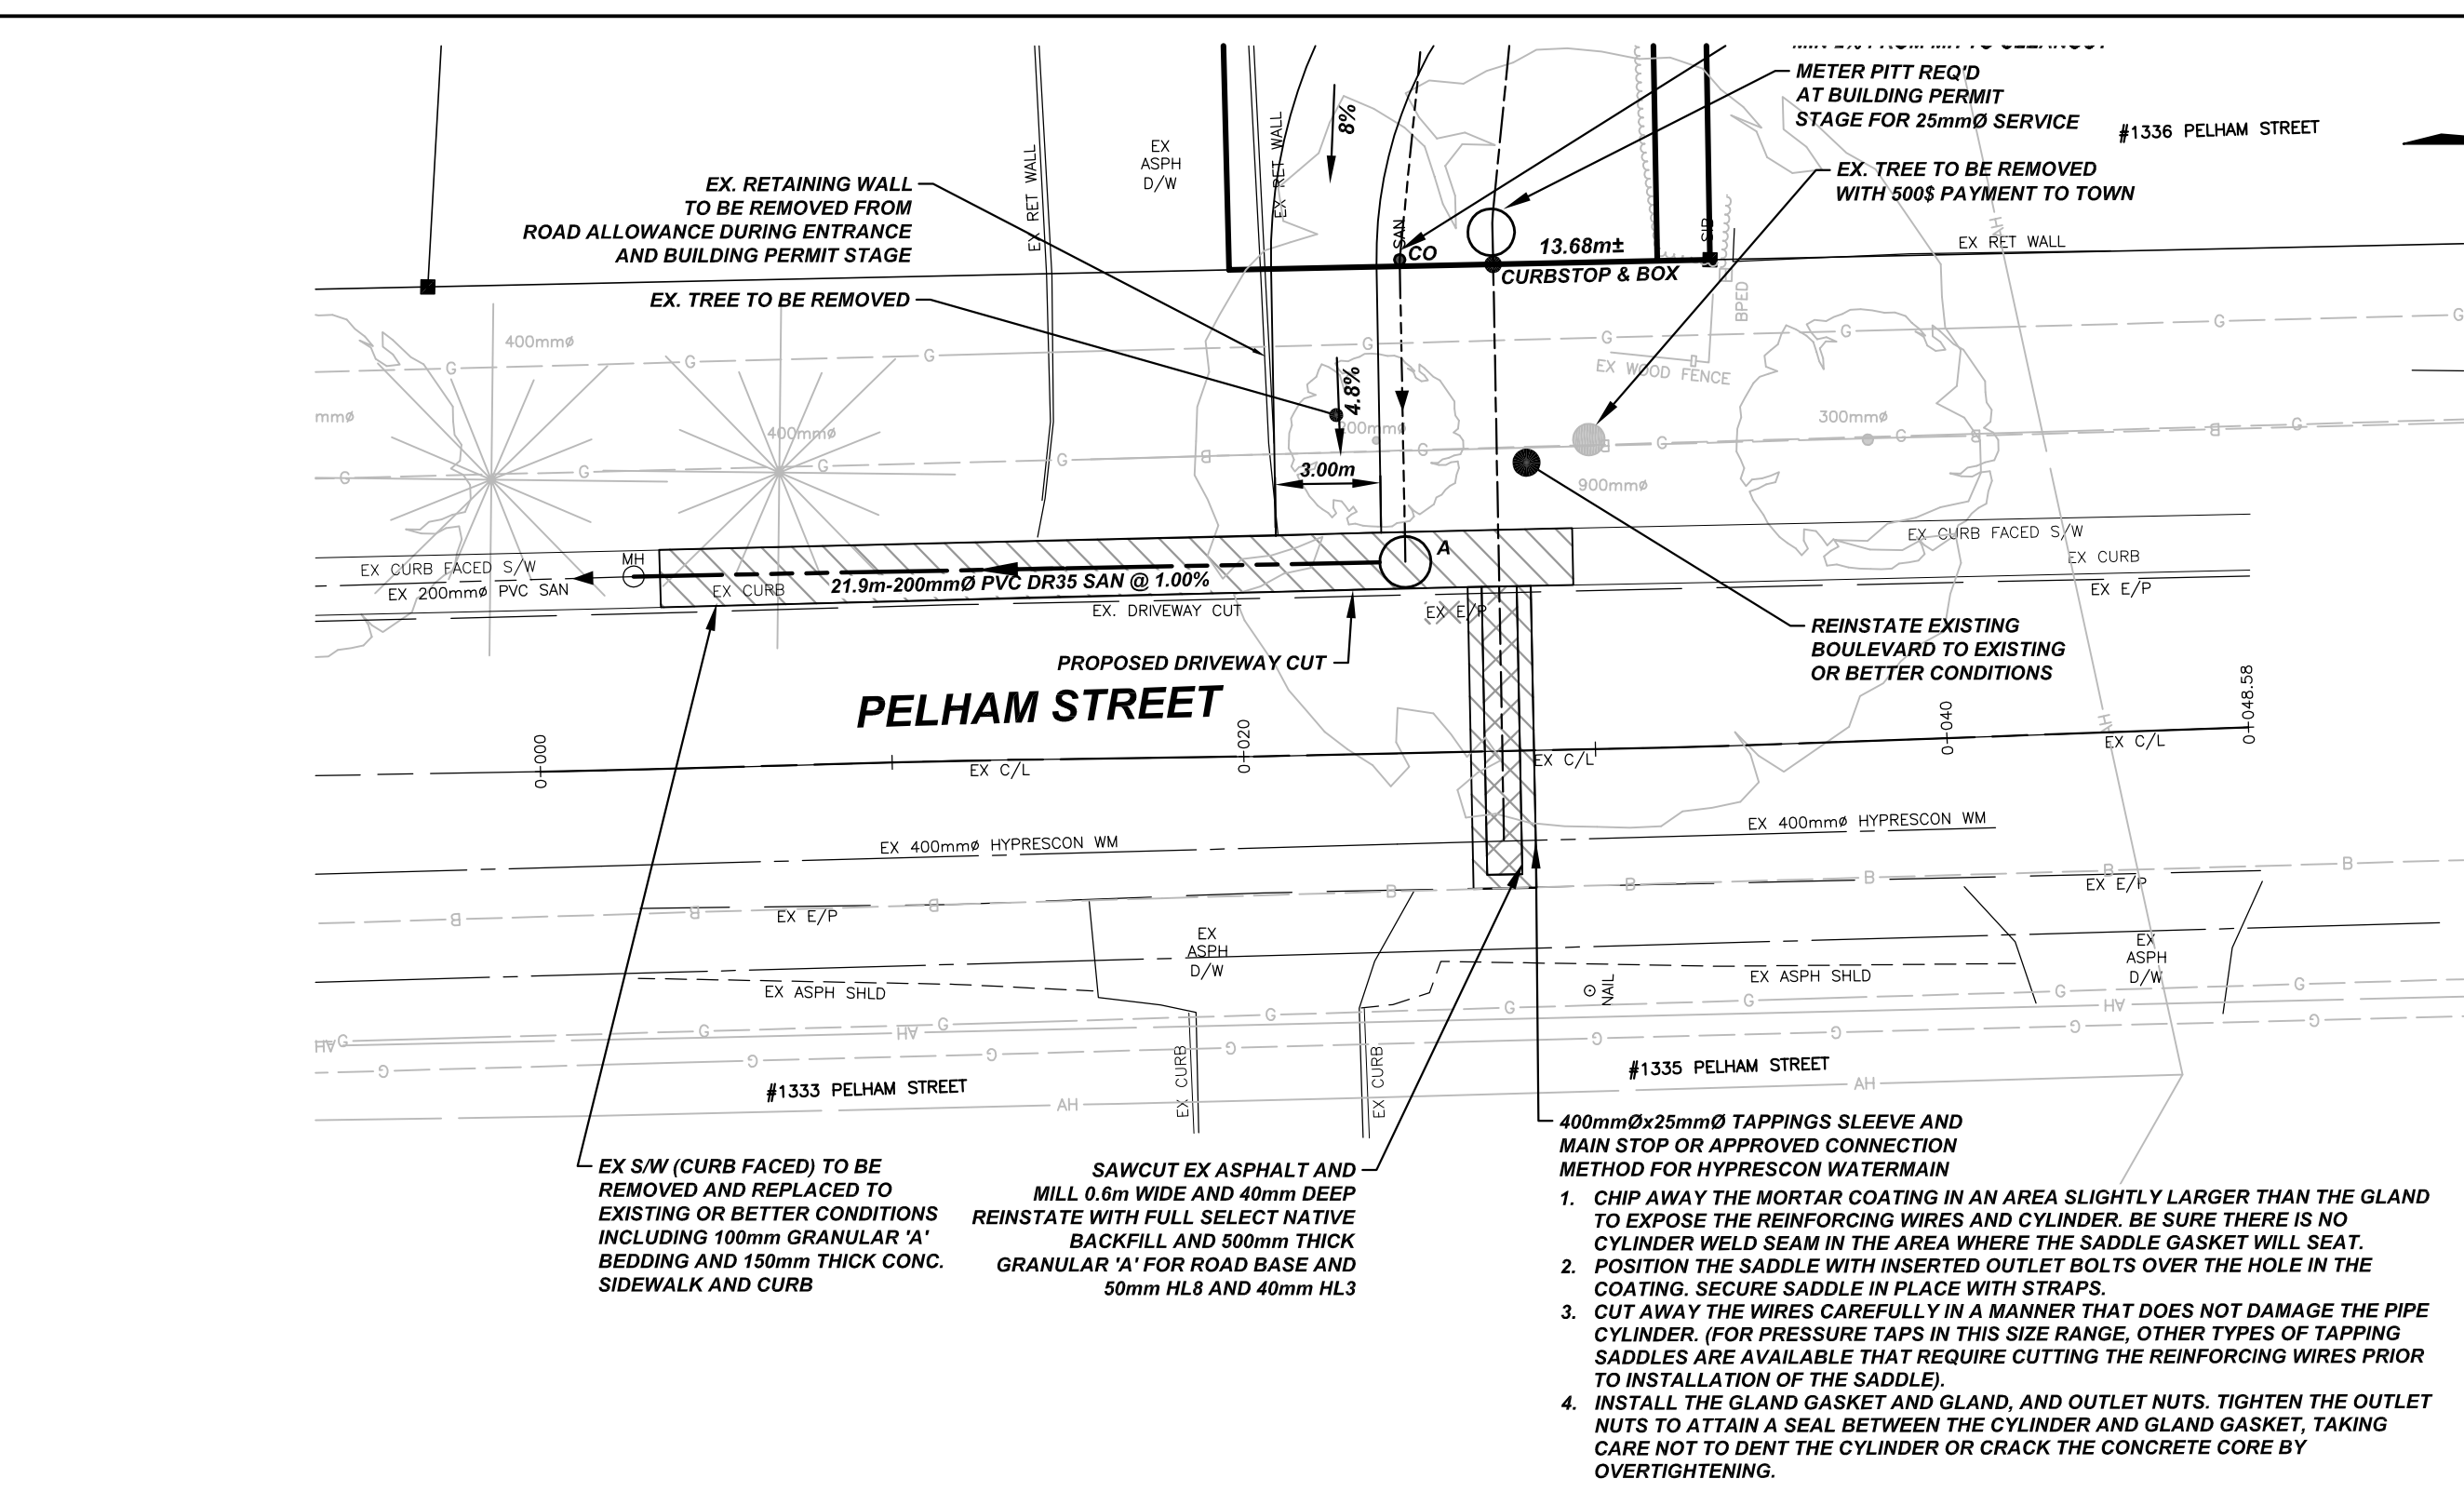 METER PITT REQ'D
AT BUILDING PERMIT
STAGE FOR 25mmØ SERVICE
#1336 PELHAM STREET
EX. TREE TO BE REMOVED
WITH 500$ PAYMENT TO TOWN
EX. RETAINING WALL
TO BE REMOVED FROM
ROAD ALLOWANCE DURING ENTRANCE
AND BUILDING PERMIT STAGE
EX. TREE TO BE REMOVED
EX RET WALL
EX
ASPH
D/W
EX RET WALL
8%
SAN
CO
13.68m±
CURBSTOP & BOX
SIB
EX RET WALL
BPED
AH
400mmø
G
G
G
G
G
G
G
G
EX WOOD FENCE
mmø
400mmø
4.8%
200mmø
300mmø
900mmø
G
G
G
G
B
G
B
G
G
B
B
G
3.00m
EX CURB FACED S/W
MH
EX 200mmø PVC SAN
EX CURB
21.9m-200mmØ PVC DR35 SAN @ 1.00%
A
EX CURB FACED S/W
EX CURB
EX E/P
EX. DRIVEWAY CUT
EX E/P
PROPOSED DRIVEWAY CUT
REINSTATE EXISTING
BOULEVARD TO EXISTING
OR BETTER CONDITIONS
PELHAM STREET
0+000
0+020
0+040
0+048.58
EX C/L
EX C/L
EX C/L
AH
EX 400mmø HYPRESCON WM
EX 400mmø HYPRESCON WM
B
B
B
B
B
B
B
B
EX E/P
EX E/P
EX
ASPH
D/W
EX
ASPH
D/W
EX ASPH SHLD
EX ASPH SHLD
NAIL
G
G
G
G
G
G
G
G
AH
AH
AH
G
G
G
G
G
G
G
G
EX CURB
EX CURB
#1333 PELHAM STREET
#1335 PELHAM STREET
AH
AH
EX S/W (CURB FACED) TO BE
REMOVED AND REPLACED TO
EXISTING OR BETTER CONDITIONS
INCLUDING 100mm GRANULAR 'A'
BEDDING AND 150mm THICK CONC.
SIDEWALK AND CURB
SAWCUT EX ASPHALT AND
MILL 0.6m WIDE AND 40mm DEEP
REINSTATE WITH FULL SELECT NATIVE
BACKFILL AND 500mm THICK
GRANULAR 'A' FOR ROAD BASE AND
50mm HL8 AND 40mm HL3
400mmØx25mmØ TAPPINGS SLEEVE AND
MAIN STOP OR APPROVED CONNECTION
METHOD FOR HYPRESCON WATERMAIN
1. CHIP AWAY THE MORTAR COATING IN AN AREA SLIGHTLY LARGER THAN THE GLAND
TO EXPOSE THE REINFORCING WIRES AND CYLINDER. BE SURE THERE IS NO
CYLINDER WELD SEAM IN THE AREA WHERE THE SADDLE GASKET WILL SEAT.
2. POSITION THE SADDLE WITH INSERTED OUTLET BOLTS OVER THE HOLE IN THE
COATING. SECURE SADDLE IN PLACE WITH STRAPS.
3. CUT AWAY THE WIRES CAREFULLY IN A MANNER THAT DOES NOT DAMAGE THE PIPE
CYLINDER. (FOR PRESSURE TAPS IN THIS SIZE RANGE, OTHER TYPES OF TAPPING
SADDLES ARE AVAILABLE THAT REQUIRE CUTTING THE REINFORCING WIRES PRIOR
TO INSTALLATION OF THE SADDLE).
4. INSTALL THE GLAND GASKET AND GLAND, AND OUTLET NUTS. TIGHTEN THE OUTLET
NUTS TO ATTAIN A SEAL BETWEEN THE CYLINDER AND GLAND GASKET, TAKING
CARE NOT TO DENT THE CYLINDER OR CRACK THE CONCRETE CORE BY
OVERTIGHTENING.